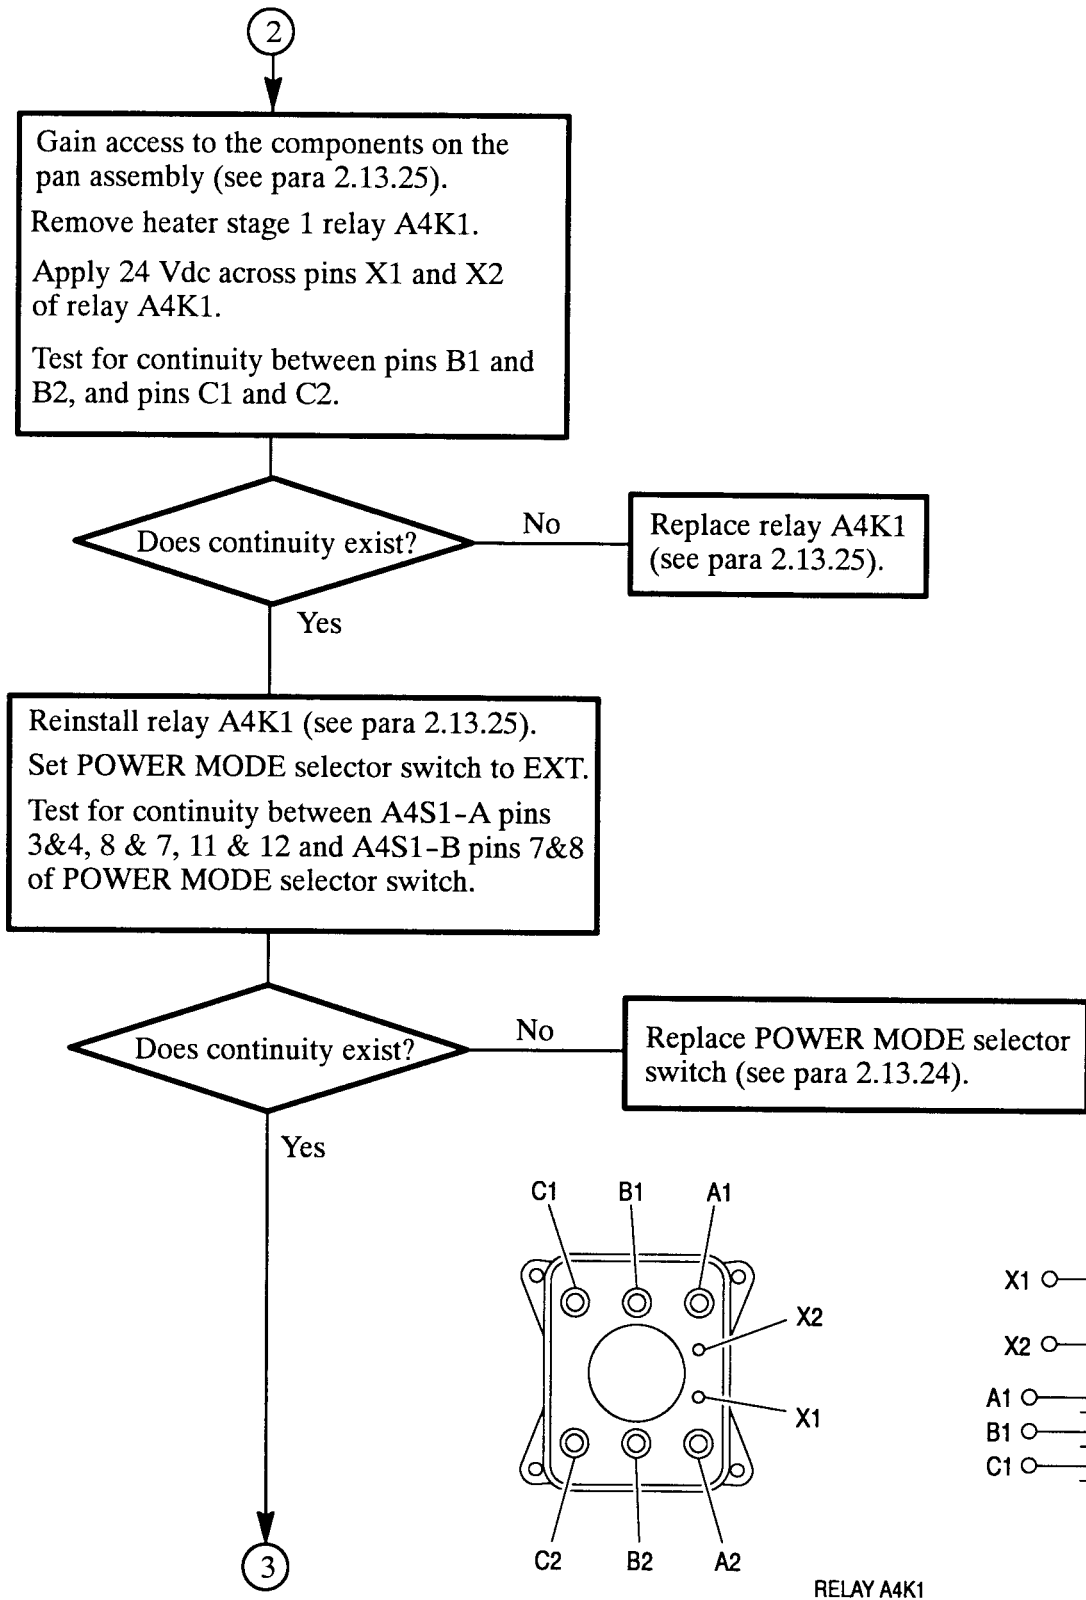 2
Gain access to the components on the
pan assembly (see para 2.13.25).
Remove heater stage 1 relay A4K1.
Apply 24 Vdc across pins X1 and X2
of relay A4K1.
Test for continuity between pins B1 and
B2, and pins C1 and C2.
Does continuity exist?
No
Replace relay A4K1
(see para 2.13.25).
Yes
Reinstall relay A4K1 (see para 2.13.25).
Set POWER MODE selector switch to EXT.
Test for continuity between A4S1-A pins
3&4, 8 & 7, 11 & 12 and A4S1-B pins 7&8
of POWER MODE selector switch.
Does continuity exist?
No
Replace POWER MODE selector
switch (see para 2.13.24).
Yes
C1 B1 A1
X2
X1
C2 B2 A2
X1
X2
A1
B1
C1
RELAY A4K1
3